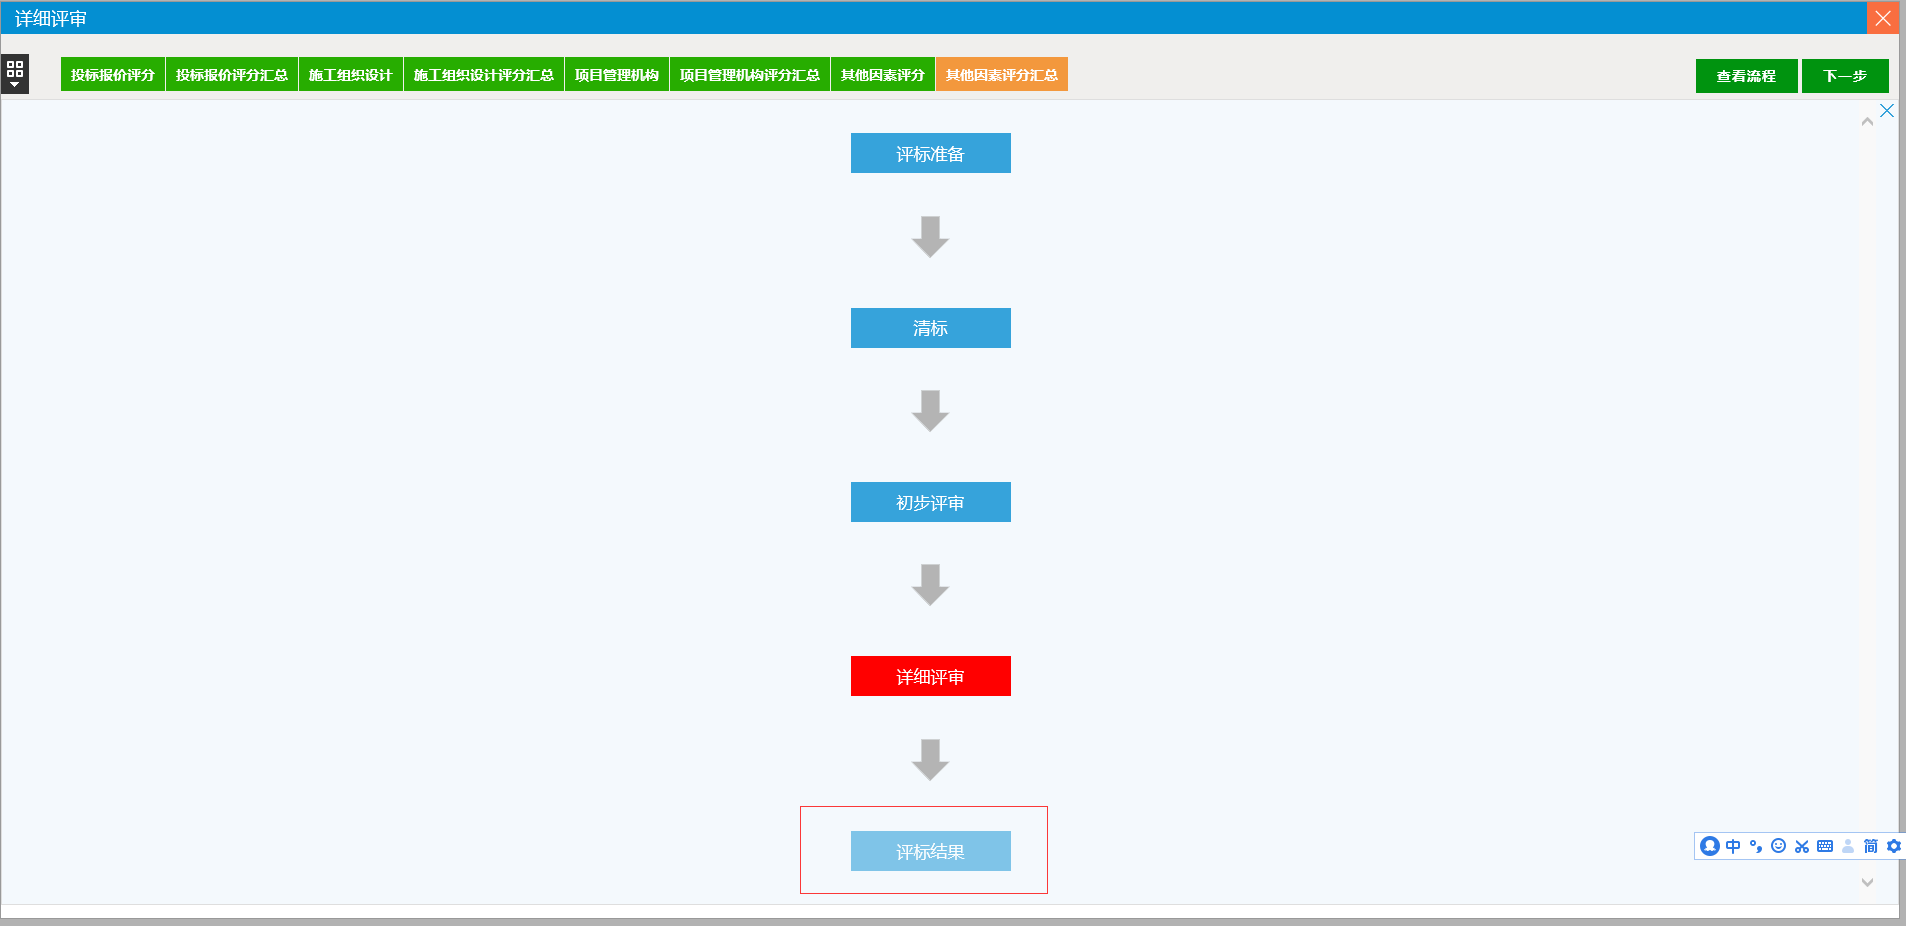 详细评审
投标报价评分 投标报价评分汇总 施工组织设计 施工组织设计评分汇总 项目管理机构 项目管理机构评分汇总 其他因素评分 其他因素评分汇总 查看流程 下一步
评标准备
清标
初步评审
详细评审
评标结果
中 简